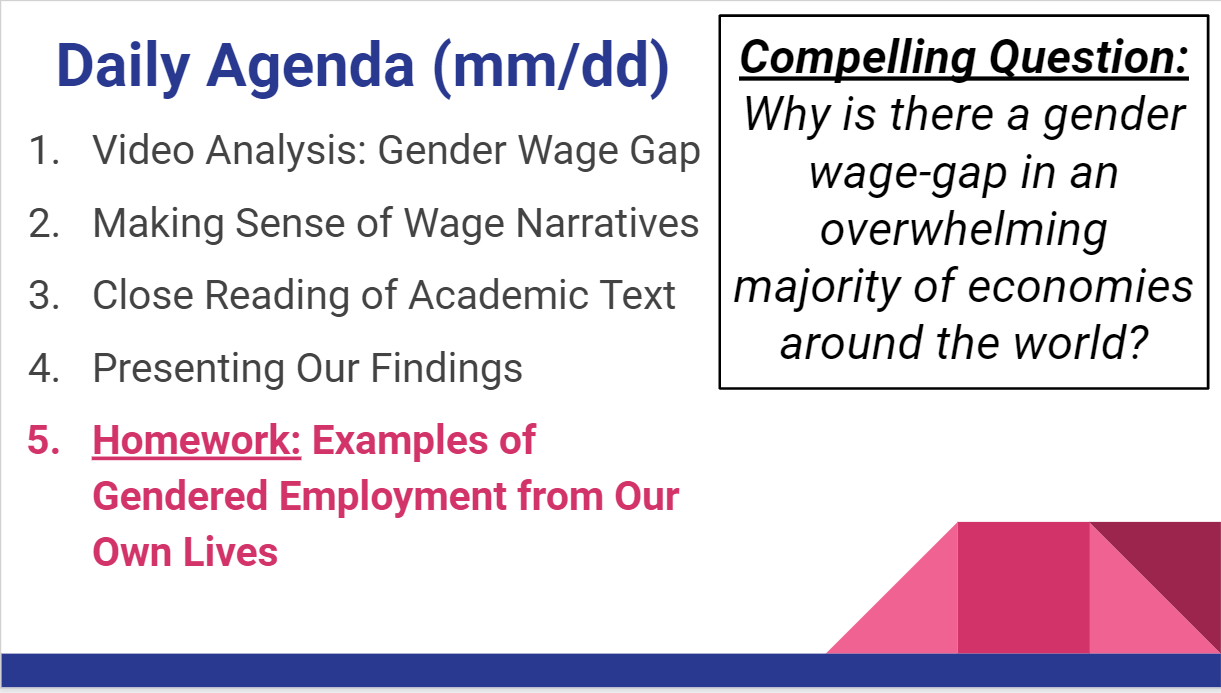 Daily Agenda (mm/dd)
1. Video Analysis: Gender Wage Gap
2. Making Sense of Wage Narratives
3. Close Reading of Academic Text
4. Presenting Our Findings
5. Homework: Examples of
Gendered Employment from Our
Own Lives
Compelling Question:
Why is there a gender
wage-gap in an
overwhelming
majority of economies
around the world?